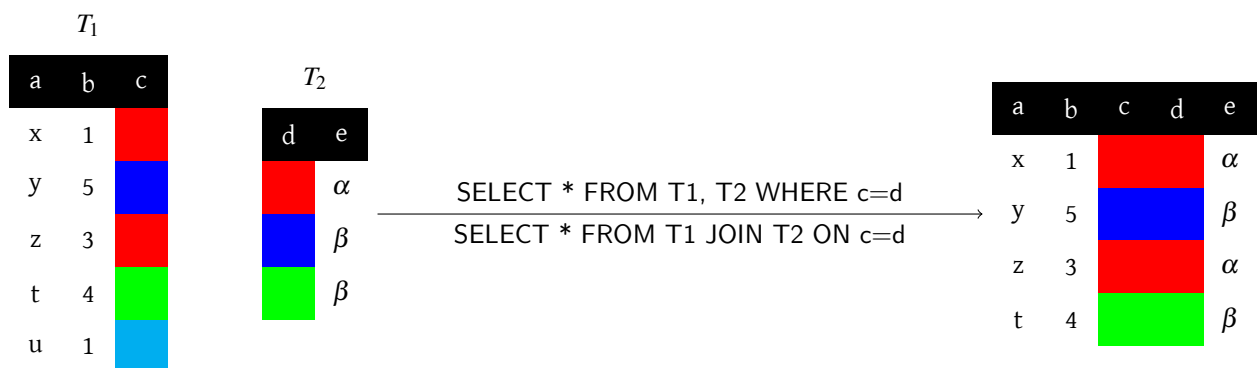 T1
a b c
x 1
y 5
z 3
t 4
u 1
T2
d e
α
β
β
SELECT * FROM T1, T2 WHERE c=d
SELECT * FROM T1 JOIN T2 ON c=d
a b c d e
x 1 α
y 5 β
z 3 α
t 4 β